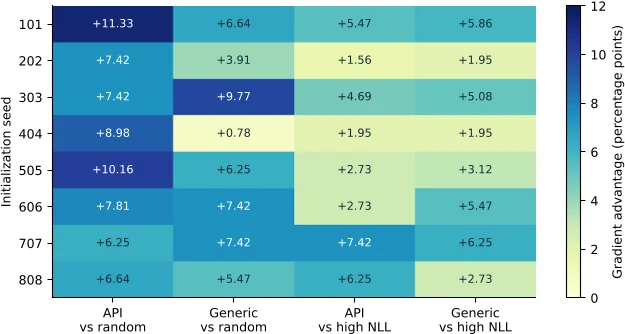 Initialization seed
101 +11.33 +6.64 +5.47 +5.86
202 +7.42 +3.91 +1.56 +1.95
303 +7.42 +9.77 +4.69 +5.08
404 +8.98 +0.78 +1.95 +1.95
505 +10.16 +6.25 +2.73 +3.12
606 +7.81 +7.42 +2.73 +5.47
707 +6.25 +7.42 +7.42 +6.25
808 +6.64 +5.47 +6.25 +2.73
API Generic API Generic
vs random vs random vs high NLL vs high NLL
12
10
8
6
4
2
0
Gradient advantage (percentage points)